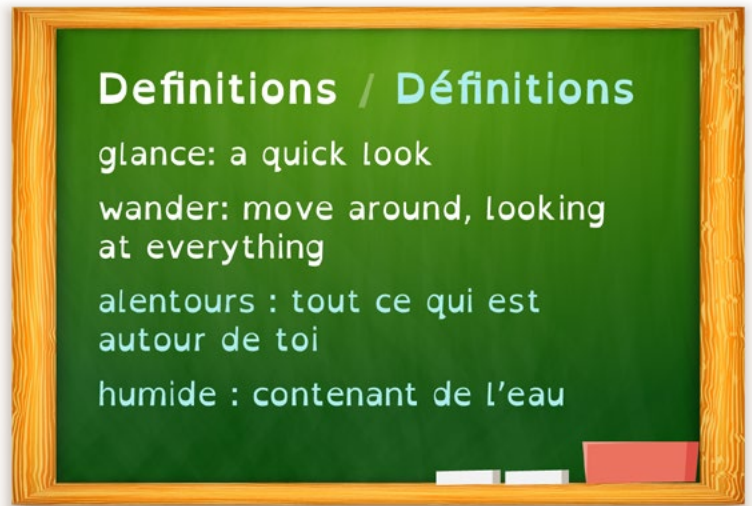 Definitions / Définitions
glance: a quick look
wander: move around, looking
at everything
alentours : tout ce qui est
autour de toi
humide : contenant de l'eau